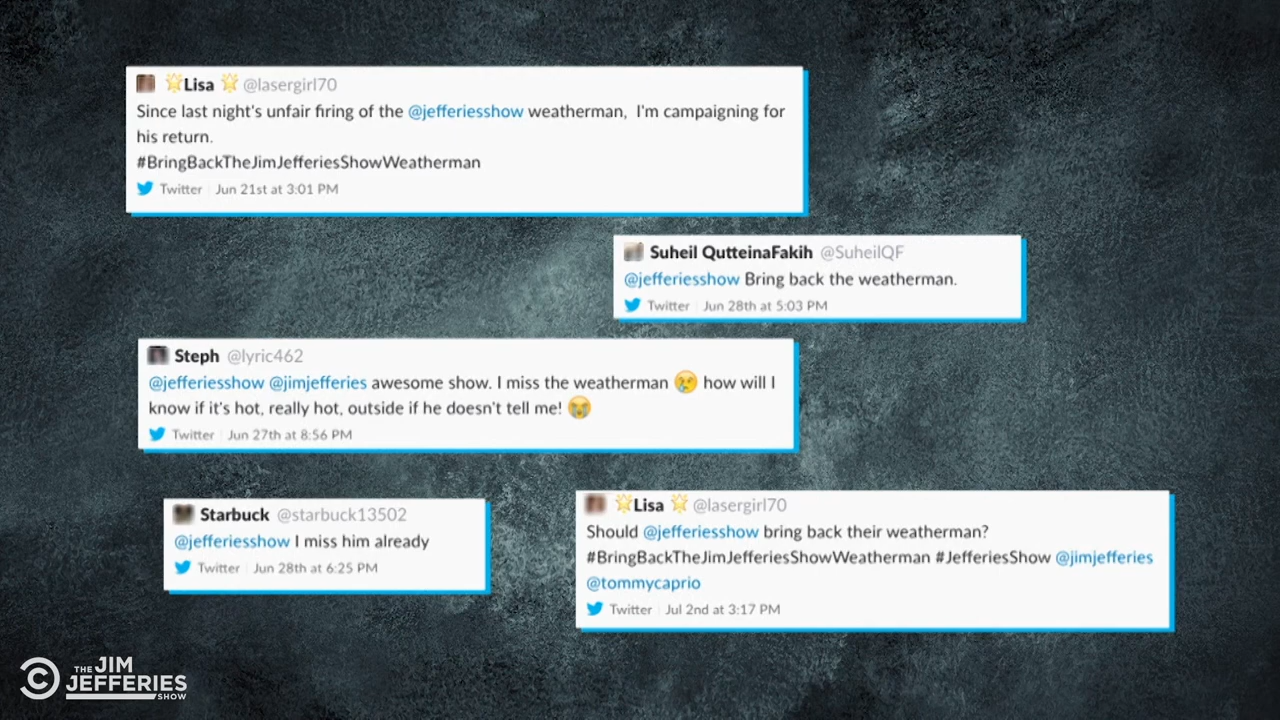 🌟Lisa 🌟 @lasergirl70
Since last night's unfair firing of the @jefferiesshow weatherman, I'm campaigning for
his return.
#BringBackTheJimJefferiesShowWeatherman
Twitter | Jun 21st at 3:01 PM
Suheil QutteinaFakih @SuheilQF
@jefferiesshow Bring back the weatherman.
Twitter | Jun 28th at 5:03 PM
Steph @lyric462
@jefferiesshow @jimjefferies awesome show. I miss the weatherman 😢 how will I
know if it's hot, really hot, outside if he doesn't tell me! 😭
Twitter | Jun 27th at 8:56 PM
Starbuck @starbuck13502
@jefferiesshow I miss him already
Twitter | Jun 28th at 6:25 PM
🌟Lisa 🌟 @lasergirl70
Should @jefferiesshow bring back their weatherman?
#BringBackTheJimJefferiesShowWeatherman #JefferiesShow @jimjefferies
@tommycaprio
Twitter | Jul 2nd at 3:17 PM
THE JIM
JEFFERIES
SHOW